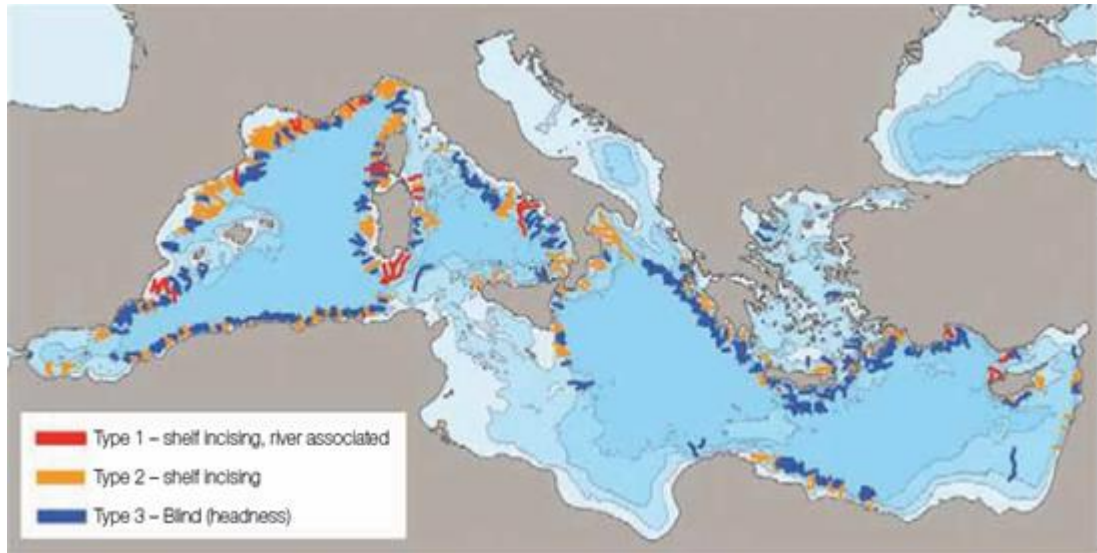 Type 1 – shelf incising, river associated
Type 2 – shelf incising
Type 3 – Blind (headness)